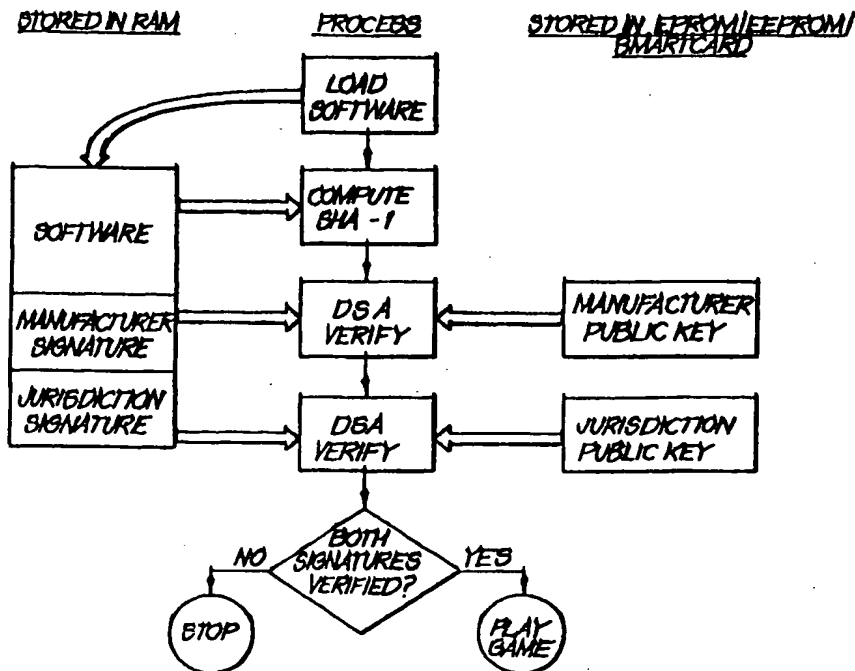 STORED IN RAM
PROCESS
STORED IN EPROM/EEPROM/
SMARTCARD
LOAD
SOFTWARE
SOFTWARE
COMPUTE
SHA - 1
MANUFACTURER
SIGNATURE
DSA
VERIFY
MANUFACTURER
PUBLIC KEY
JURISDICTION
SIGNATURE
DSA
VERIFY
JURISDICTION
PUBLIC KEY
BOTH
SIGNATURES
VERIFIED?
NO
YES
STOP
PLAY
GAME